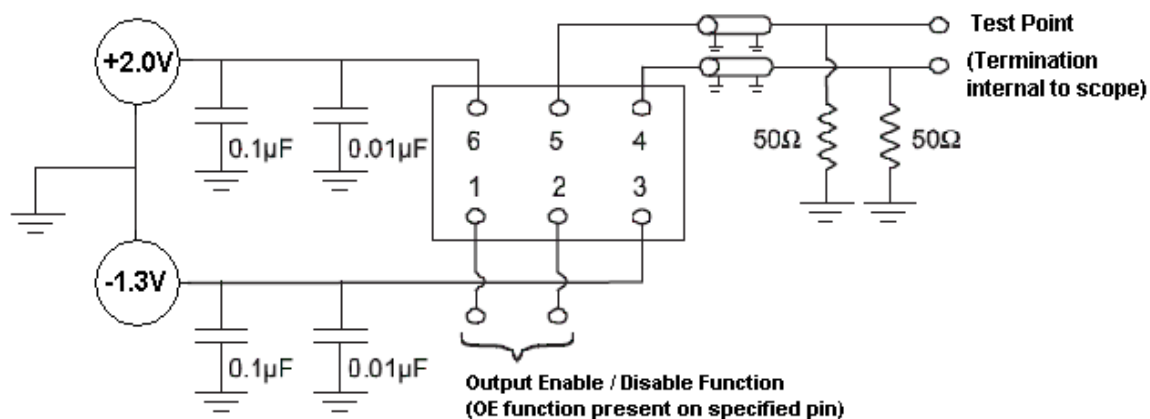 +2.0V
0.1µF
0.01µF
6
5
4
1
2
3
Test Point
(Termination
internal to scope)
50Ω
50Ω
-1.3V
0.1µF
0.01µF
Output Enable / Disable Function
(OE function present on specified pin)